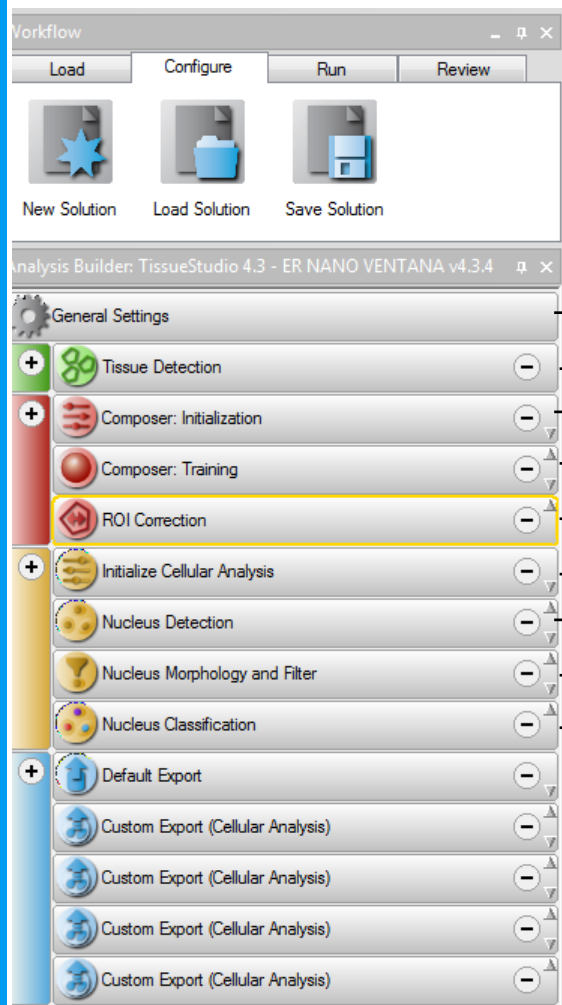 Workflow
Load Configure Run Review
New Solution Load Solution Save Solution
Analysis Builder: TissueStudio 4.3 - ER NANO VENTANA v4.3.4
General Settings
Tissue Detection
Composer: Initialization
Composer: Training
ROI Correction
Initialize Cellular Analysis
Nucleus Detection
Nucleus Morphology and Filter
Nucleus Classification
Default Export
Custom Export (Cellular Analysis)
Custom Export (Cellular Analysis)
Custom Export (Cellular Analysis)
Custom Export (Cellular Analysis)